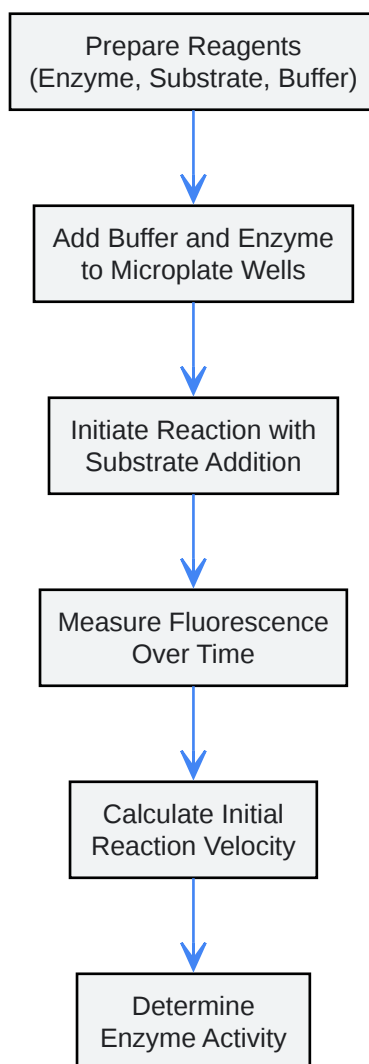 Prepare Reagents
(Enzyme, Substrate, Buffer)
Add Buffer and Enzyme
to Microplate Wells
Initiate Reaction with
Substrate Addition
Measure Fluorescence
Over Time
Calculate Initial
Reaction Velocity
Determine
Enzyme Activity